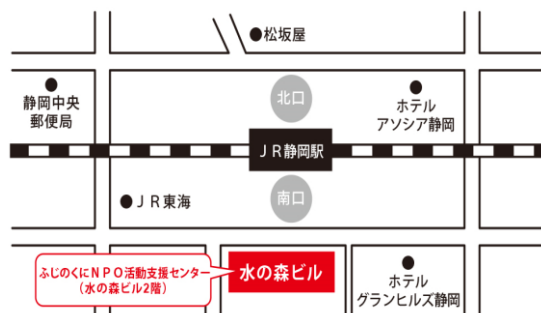 ●松坂屋
北口
静岡中央
郵便局
ホテル
アソシア静岡
ＪＲ静岡駅
南口
●ＪＲ東海
ふじのくにＮＰＯ活動支援センター
（水の森ビル2階）
水の森ビル
ホテル
グランヒルズ静岡